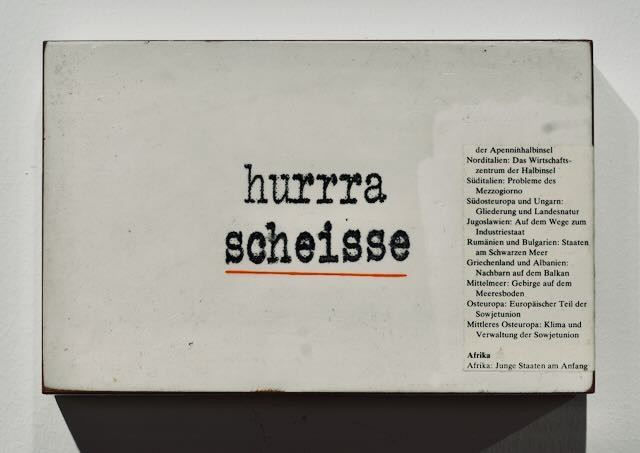 hurrra
scheisse
der Apenninhalbinsel
Norditalien: Das Wirtschafts-
zentrum der Halbinsel
Süditalien: Probleme des
Mezzogiorno
Südosteuropa und Ungarn:
Gliederung und Landesnatur
Jugoslawien: Auf dem Wege zum
Industriestaat
Rumänien und Bulgarien: Staaten
am Schwarzen Meer
Griechenland und Albanien:
Nachbarn auf dem Balkan
Mittelmeer: Gebirge auf dem
Meeresboden
Osteuropa: Europäischer Teil der
Sowjetunion
Mittleres Osteuropa: Klima und
Verwaltung der Sowjetunion
Afrika
Afrika: Junge Staaten am Anfang